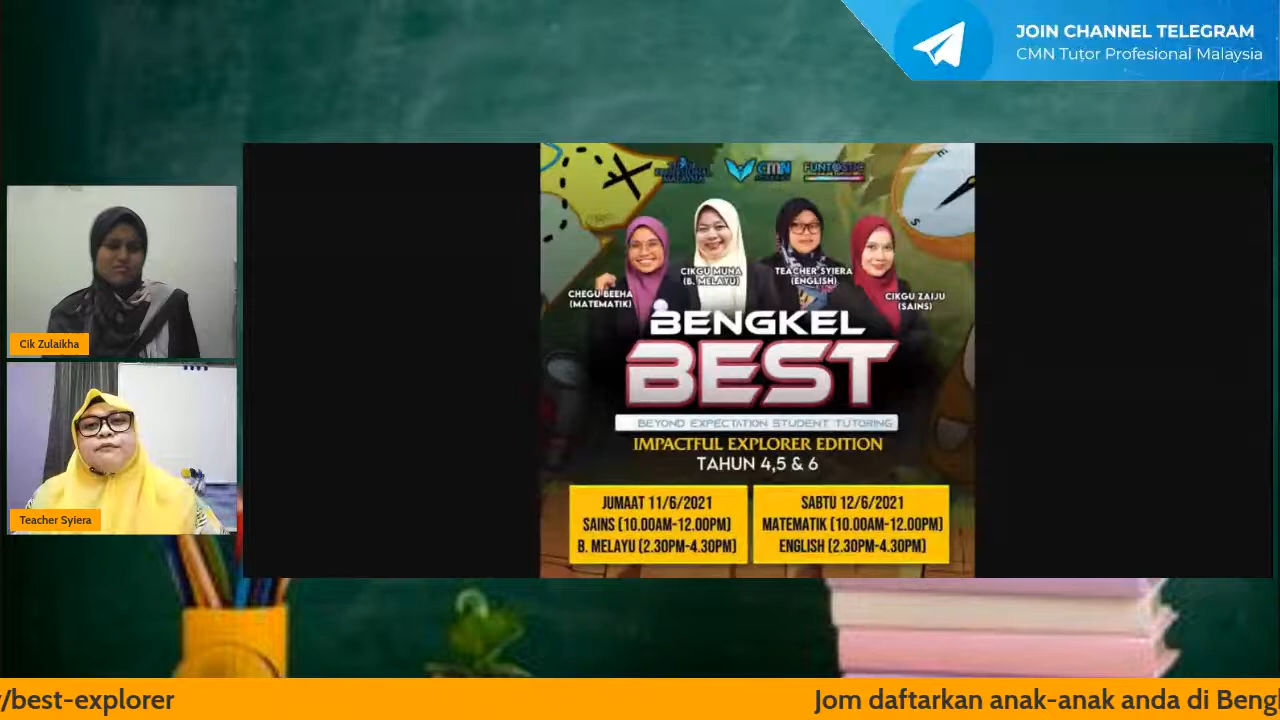 JOIN CHANNEL TELEGRAM
CMN Tutor Profesional Malaysia
CMN
FUNTASTIC
CHEGU BEEHA
(MATEMATIK)
CIKGU MUNA
(B. MELAYU)
TEACHER SYIERA
(ENGLISH)
CIKGU ZAIJU
(SAINS)
BENGKEL
BEST
BEYOND EXPECTATION STUDENT TUTORING
IMPACTFUL EXPLORER EDITION
TAHUN 4,5 & 6
JUMAAT 11/6/2021
SAINS (10.00AM-12.00PM)
B. MELAYU (2.30PM-4.30PM)
SABTU 12/6/2021
MATEMATIK (10.00AM-12.00PM)
ENGLISH (2.30PM-4.30PM)
Cik Zulaikha
Teacher Syiera
/best-explorer
Jom daftarkan anak-anak anda di Beng